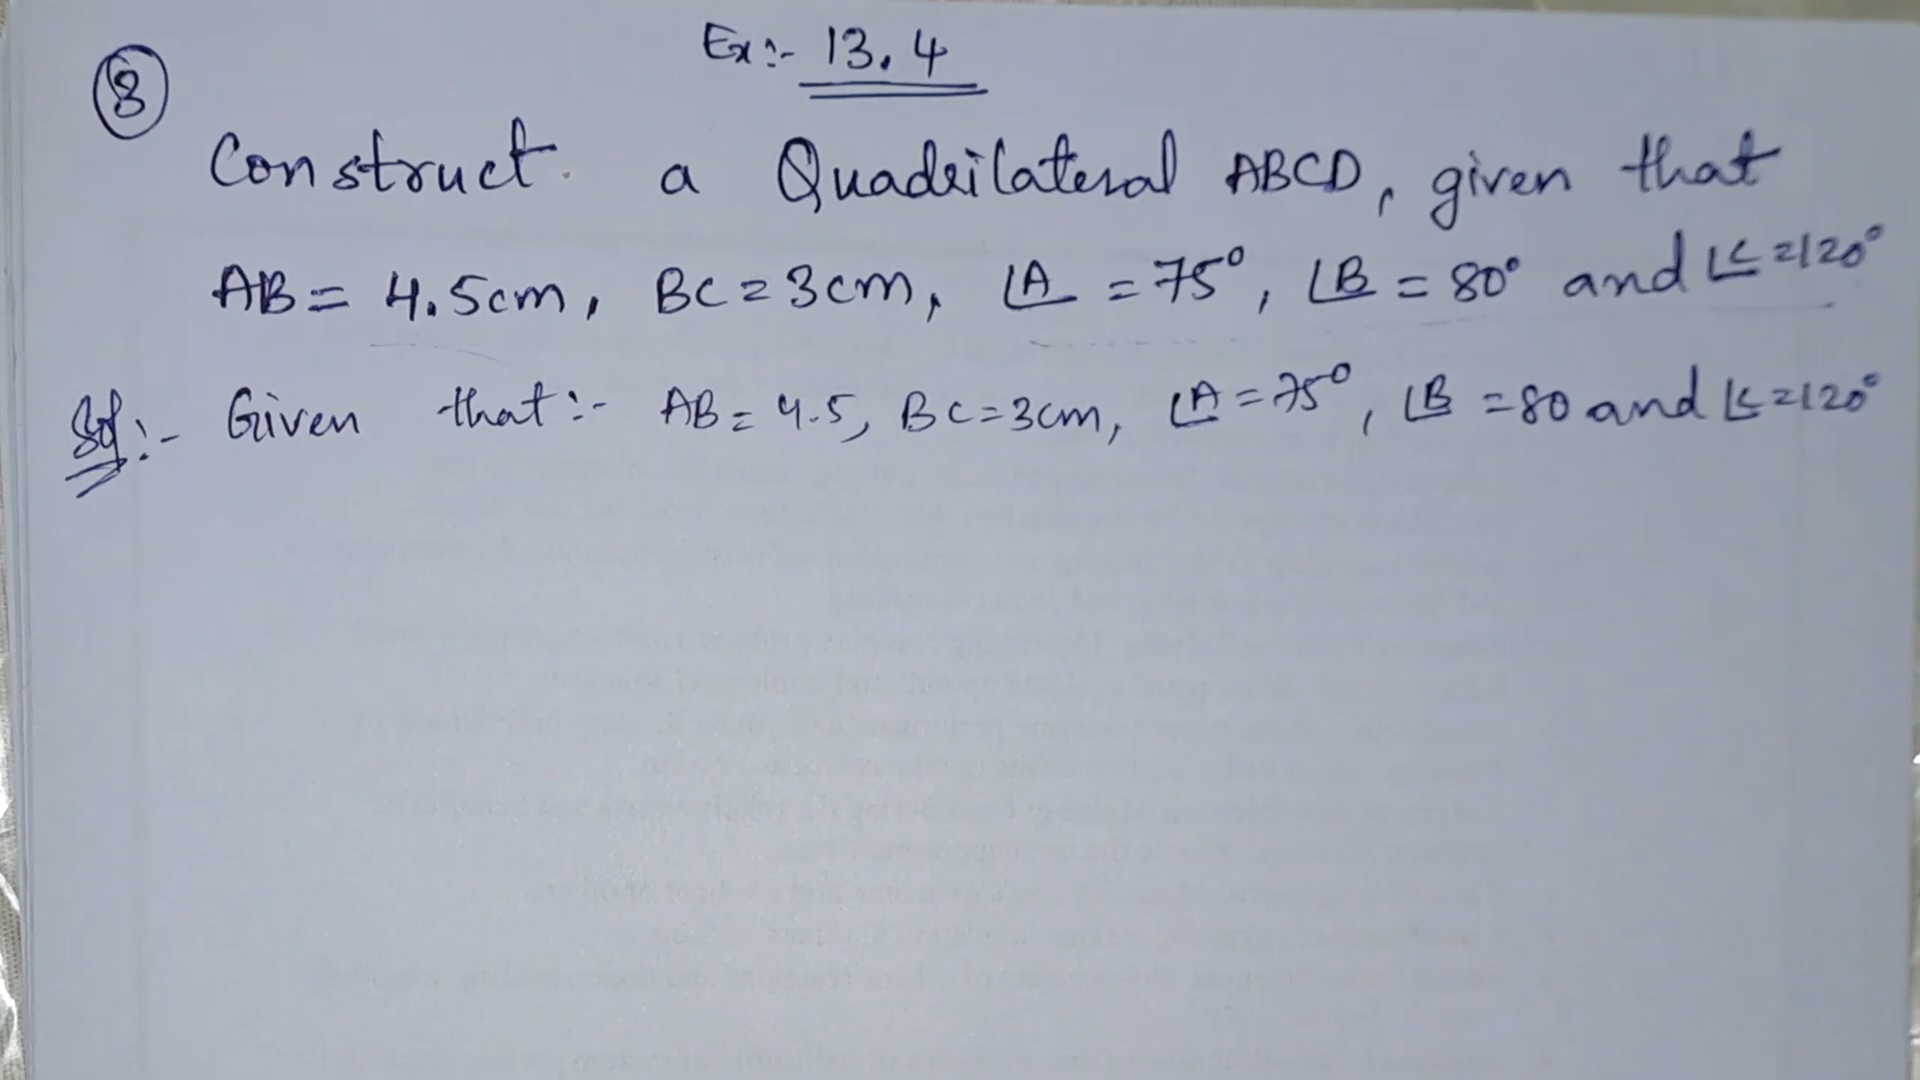 Ex:- 13.4
8
Construct a Quadrilateral ABCD, given that
AB = 4.5cm, BC = 3cm, ∠A = 75°, ∠B = 80° and ∠C = 120°
Sol:- Given that:- AB = 4.5, BC = 3cm, ∠A = 75°, ∠B = 80 and ∠C = 120°